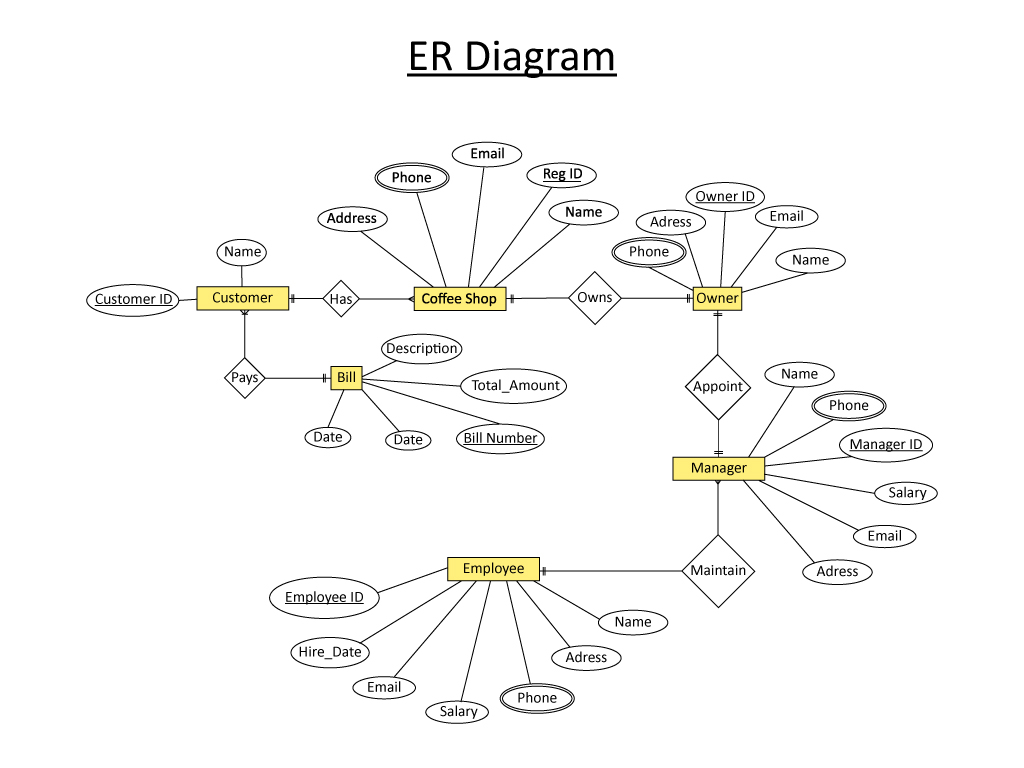 ER Diagram
Email
Phone
Reg ID
Address
Name
Owner ID
Adress
Email
Phone
Name
Name
Customer ID
Customer
Has
Coffee Shop
Owns
Owner
Description
Pays
Bill
Total_Amount
Date
Date
Bill Number
Appoint
Name
Phone
Manager ID
Manager
Salary
Email
Adress
Maintain
Employee
Employee ID
Name
Hire_Date
Adress
Email
Phone
Salary